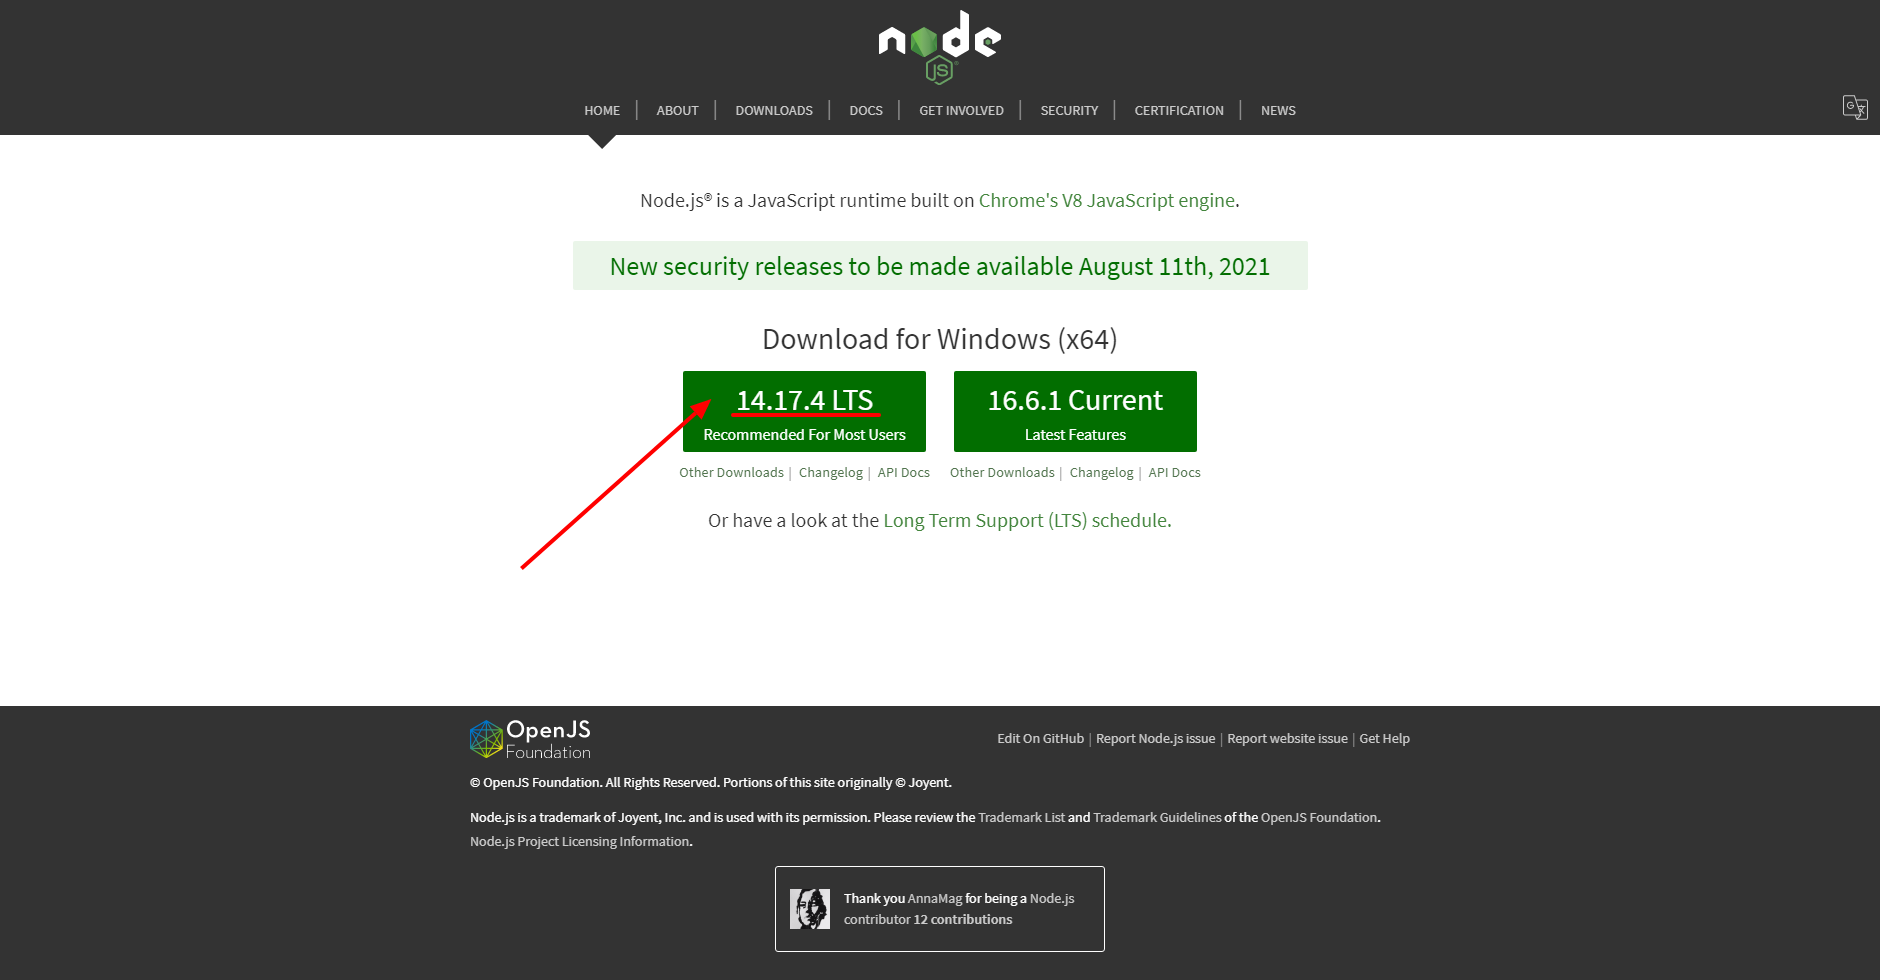 node
JS
HOME | ABOUT | DOWNLOADS | DOCS | GET INVOLVED | SECURITY | CERTIFICATION | NEWS
Node.js® is a JavaScript runtime built on Chrome's V8 JavaScript engine.
New security releases to be made available August 11th, 2021
Download for Windows (x64)
14.17.4 LTS
Recommended For Most Users
16.6.1 Current
Latest Features
Other Downloads | Changelog | API Docs
Other Downloads | Changelog | API Docs
Or have a look at the Long Term Support (LTS) schedule.
OpenJS
Foundation
Edit On GitHub | Report Node.js issue | Report website issue | Get Help
© OpenJS Foundation. All Rights Reserved. Portions of this site originally © Joyent.
Node.js is a trademark of Joyent, Inc. and is used with its permission. Please review the Trademark List and Trademark Guidelines of the OpenJS Foundation.
Node.js Project Licensing Information.
Thank you AnnaMag for being a Node.js
contributor 12 contributions